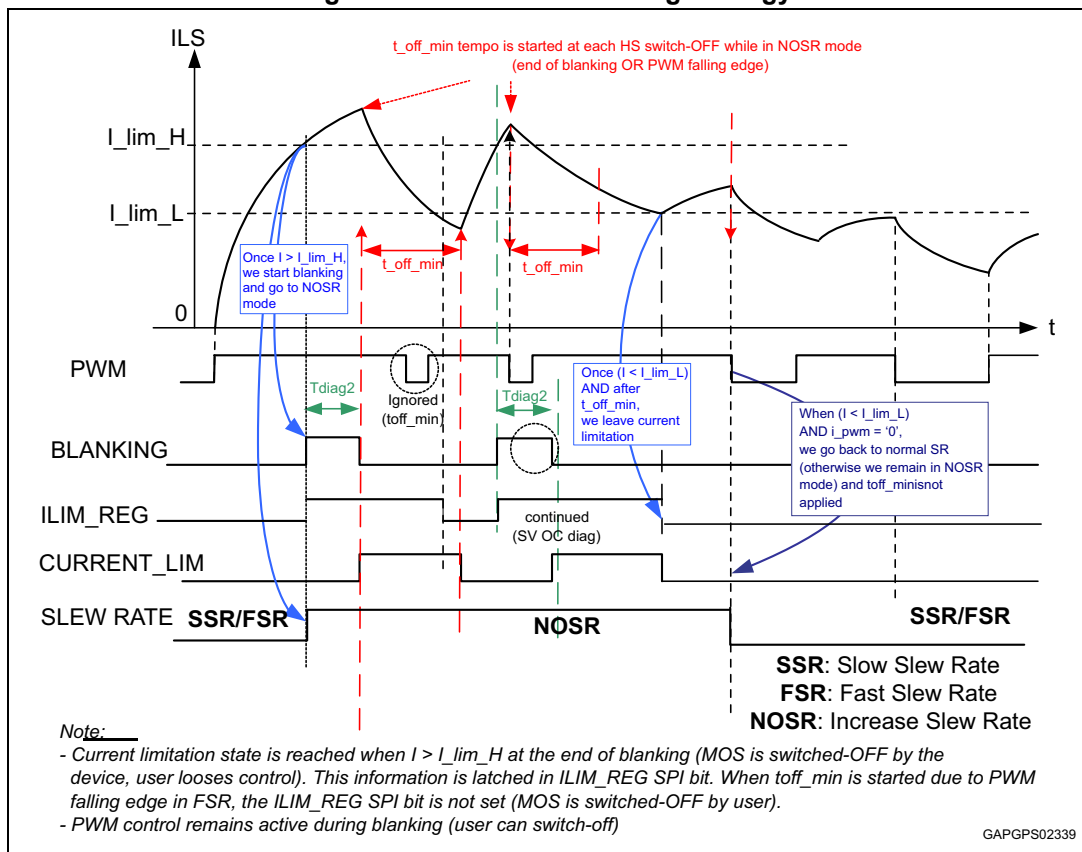 ILS
t_off_min tempo is started at each HS switch-OFF while in NOSR mode
(end of blanking OR PWM falling edge)
I_lim_H
I_lim_L
Once I > I_lim_H,
we start blanking
and go to NOSR
mode
t_off_min
t_off_min
0
t
PWM
Tdiag2
Ignored
(toff_min)
Tdiag2
Once (I < I_lim_L)
AND after
t_off_min,
we leave current
limitation
When (I < I_lim_L)
AND i_pwm = ‘0’,
we go back to normal SR
(otherwise we remain in NOSR
mode) and toff_minisnot
applied
BLANKING
ILIM_REG
continued
(SV OC diag)
CURRENT_LIM
SLEW RATE
SSR/FSR
NOSR
SSR/FSR
SSR: Slow Slew Rate
FSR: Fast Slew Rate
NOSR: Increase Slew Rate
Note:
- Current limitation state is reached when I > I_lim_H at the end of blanking (MOS is switched-OFF by the
device, user looses control). This information is latched in ILIM_REG SPI bit. When toff_min is started due to PWM
falling edge in FSR, the ILIM_REG SPI bit is not set (MOS is switched-OFF by user).
- PWM control remains active during blanking (user can switch-off)
GAPGPS02339